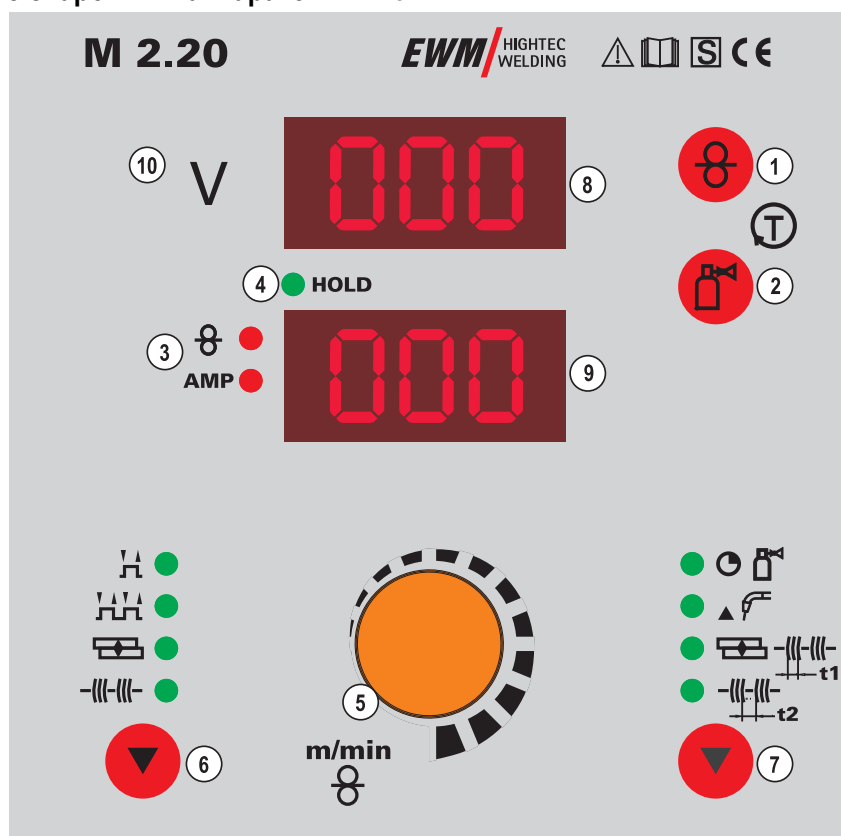 M 2.20
EWM HIGHTEC
WELDING
S CE
10
V
000
8
1
T
2
4
HOLD
3
AMP
000
9
5
m/min
6
7
t1
t2